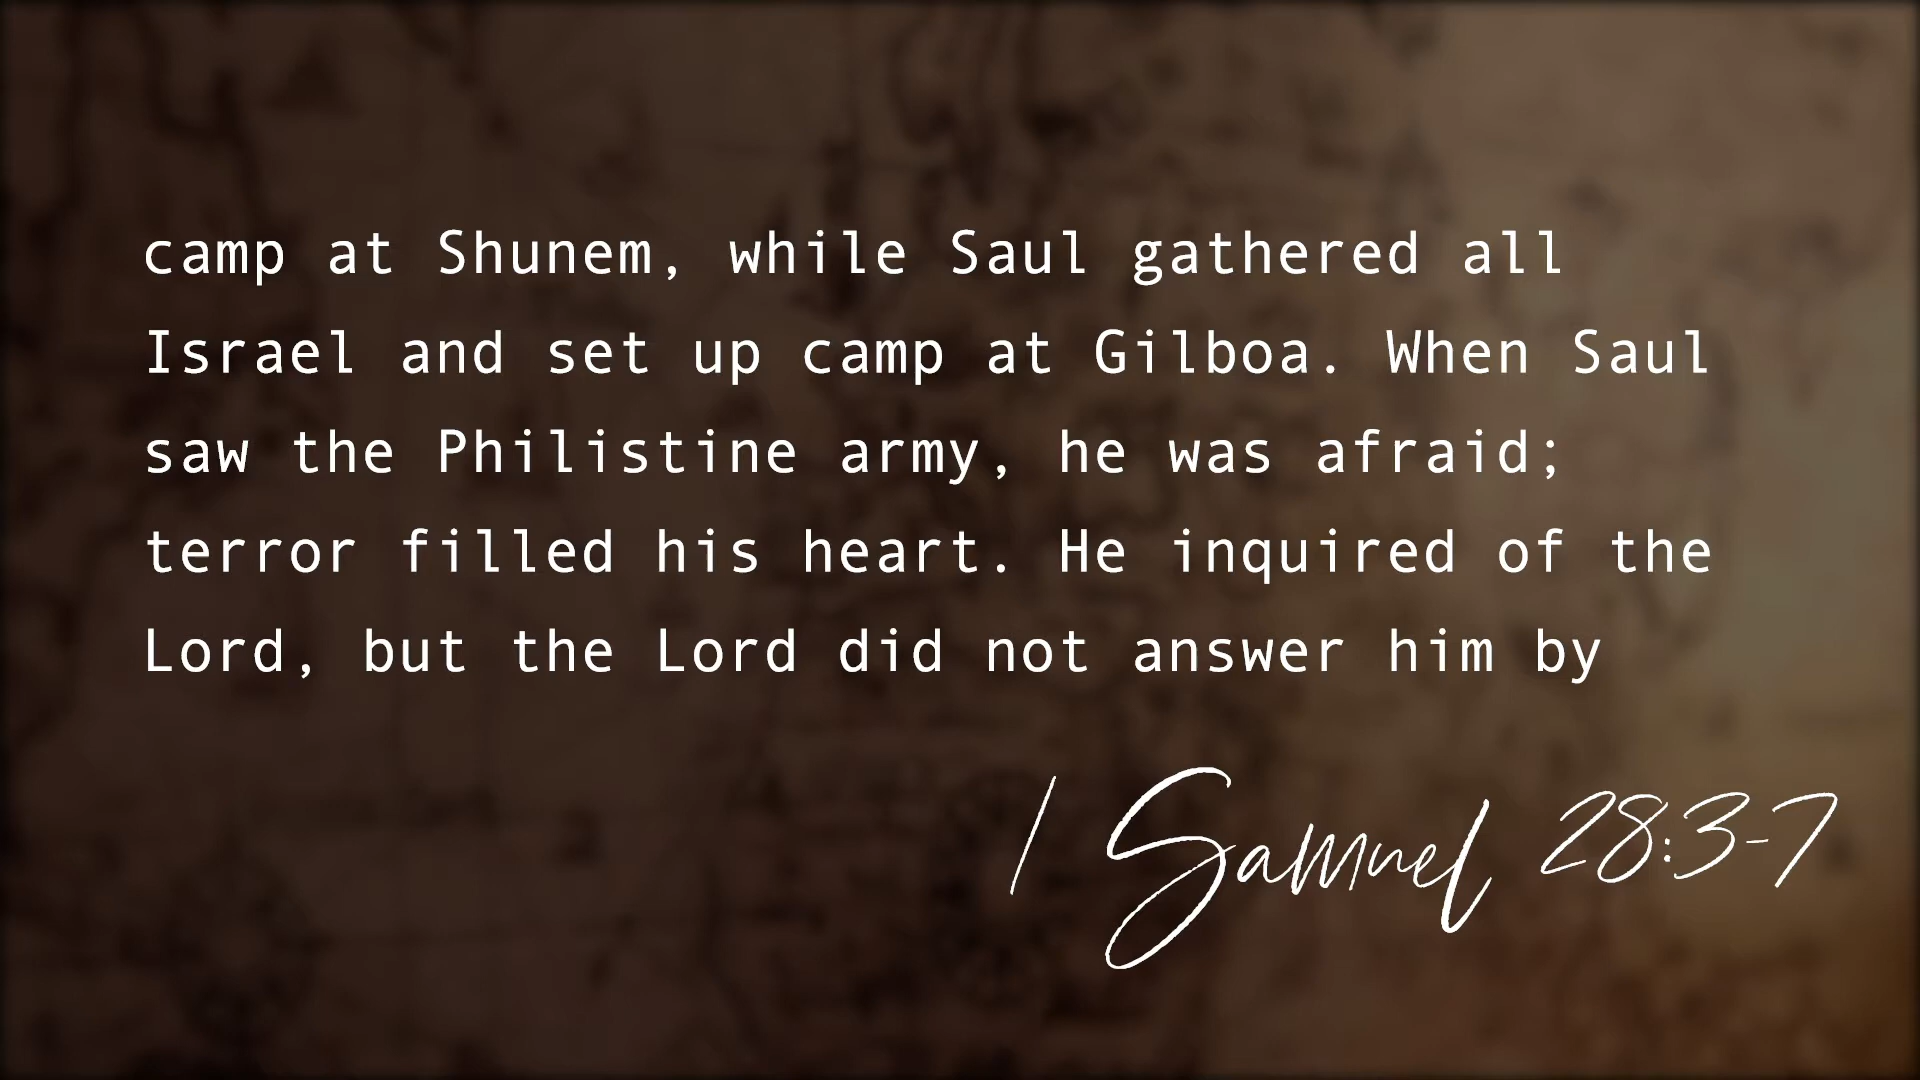 camp at Shunem, while Saul gathered all
Israel and set up camp at Gilboa. When Saul
saw the Philistine army, he was afraid;
terror filled his heart. He inquired of the
Lord, but the Lord did not answer him by
1 Samuel 28:3-7